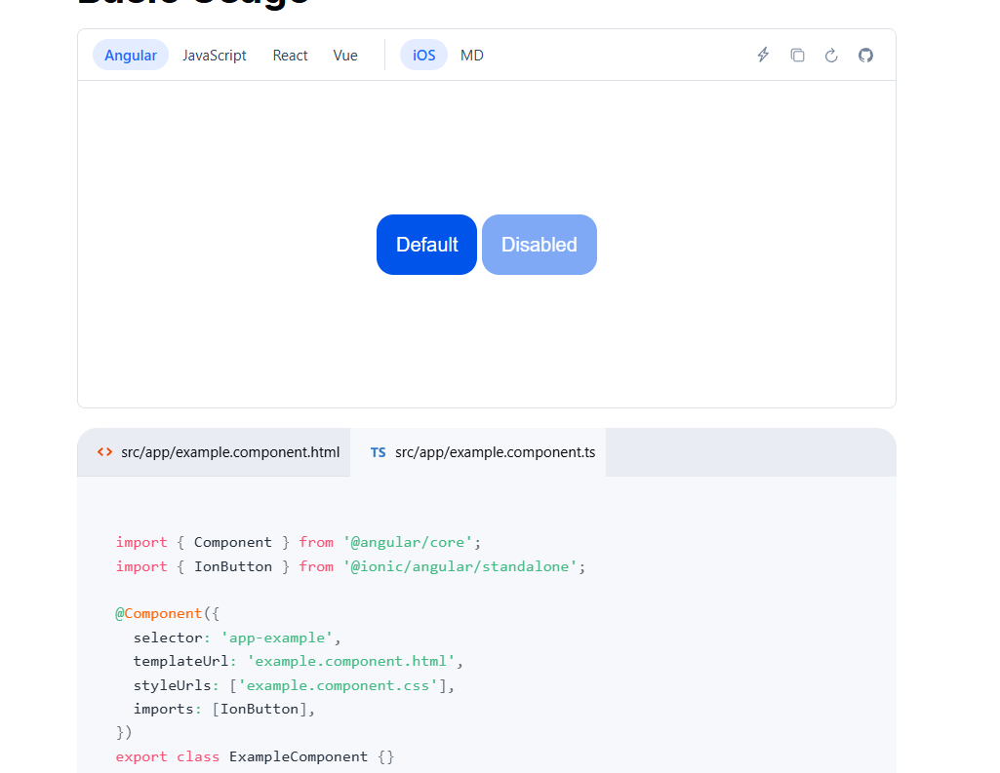 Basic Usage
Angular JavaScript React Vue iOS MD
Default Disabled
<> src/app/example.component.html TS src/app/example.component.ts
import { Component } from '@angular/core';
import { IonButton } from '@ionic/angular/standalone';
@Component({
  selector: 'app-example',
  templateUrl: 'example.component.html',
  styleUrls: ['example.component.css'],
  imports: [IonButton],
})
export class ExampleComponent {}